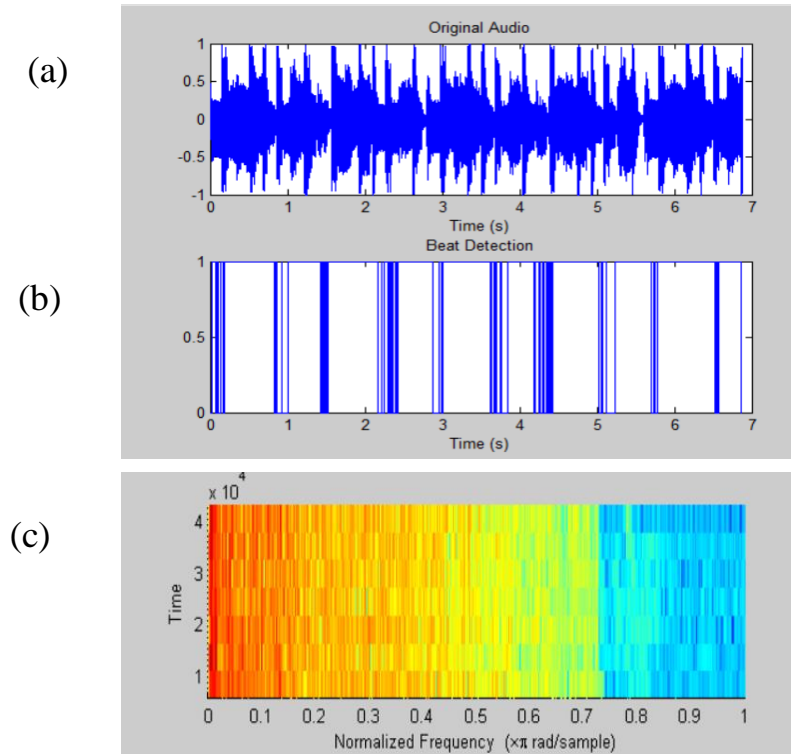 (a)
Original Audio
1
0.5
0
-0.5
-1
0 1 2 3 4 5 6 7
Time (s)
(b)
Beat Detection
1
0.5
0
0 1 2 3 4 5 6 7
Time (s)
(c)
x 10^4
4
3
2
1
Time
0 0.1 0.2 0.3 0.4 0.5 0.6 0.7 0.8 0.9 1
Normalized Frequency (×π rad/sample)